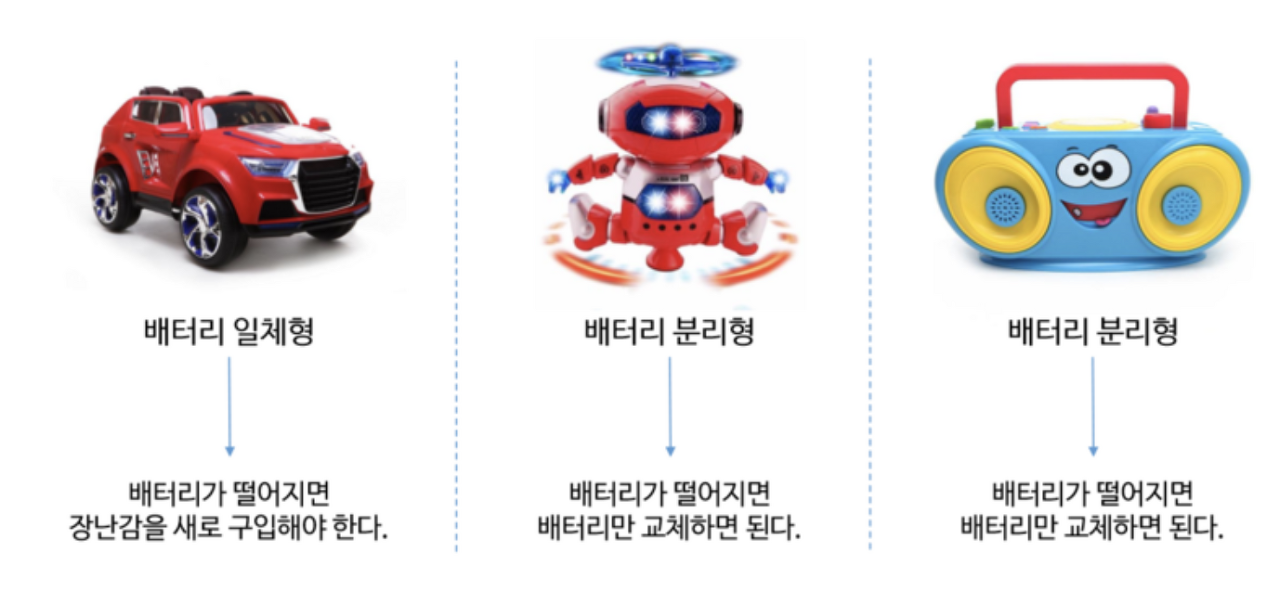 배터리 일체형
배터리가 떨어지면
장난감을 새로 구입해야 한다.
배터리 분리형
배터리가 떨어지면
배터리만 교체하면 된다.
배터리 분리형
배터리가 떨어지면
배터리만 교체하면 된다.